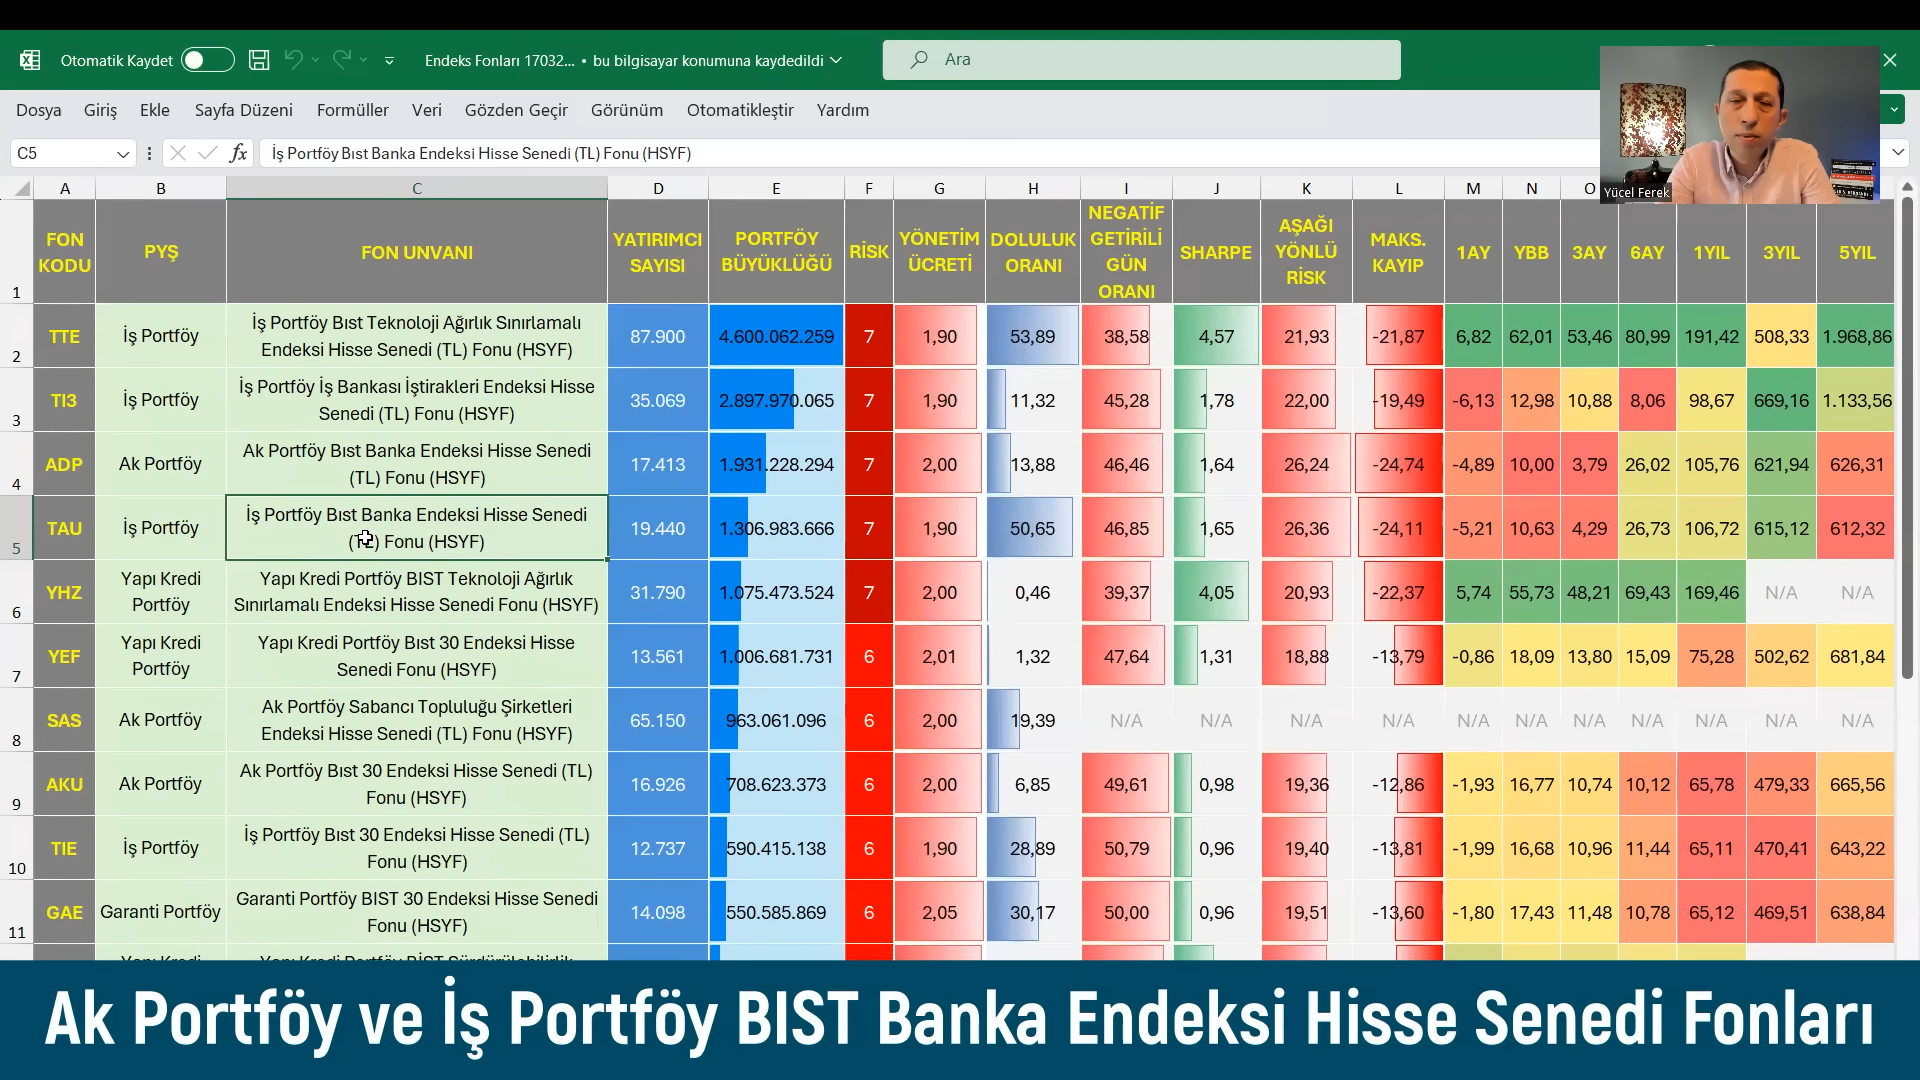 Otomatik Kaydet
Endeks Fonları 17032... • bu bilgisayar konumuna kaydedildi
Ara
Dosya Giriş Ekle Sayfa Düzeni Formüller Veri Gözden Geçir Görünüm Otomatikleştir Yardım
C5 fx İş Portföy Bıst Banka Endeksi Hisse Senedi (TL) Fonu (HSYF)
Yücel Ferek
A B C D E F G H I J K L M N O
1 FON KODU PYŞ FON UNVANI YATIRIMCI SAYISI PORTFÖY BÜYÜKLÜĞÜ RİSK YÖNETİM ÜCRETİ DOLULUK ORANI NEGATİF GETİRİLİ GÜN ORANI SHARPE AŞAĞI YÖNLÜ RİSK MAKS. KAYIP 1AY YBB 3AY 6AY 1YIL 3YIL 5YIL
2 TTE İş Portföy İş Portföy Bıst Teknoloji Ağırlık Sınırlamalı Endeksi Hisse Senedi (TL) Fonu (HSYF) 87.900 4.600.062.259 7 1,90 53,89 38,58 4,57 21,93 -21,87 6,82 62,01 53,46 80,99 191,42 508,33 1.968,86
3 TI3 İş Portföy İş Portföy İş Bankası İştirakleri Endeksi Hisse Senedi (TL) Fonu (HSYF) 35.069 2.897.970.065 7 1,90 11,32 45,28 1,78 22,00 -19,49 -6,13 12,98 10,88 8,06 98,67 669,16 1.133,56
4 ADP Ak Portföy Ak Portföy Bıst Banka Endeksi Hisse Senedi (TL) Fonu (HSYF) 17.413 1.931.228.294 7 2,00 13,88 46,46 1,64 26,24 -24,74 -4,89 10,00 3,79 26,02 105,76 621,94 626,31
5 TAU İş Portföy İş Portföy Bıst Banka Endeksi Hisse Senedi (TL) Fonu (HSYF) 19.440 1.306.983.666 7 1,90 50,65 46,85 1,65 26,36 -24,11 -5,21 10,63 4,29 26,73 106,72 615,12 612,32
6 YHZ Yapı Kredi Portföy Yapı Kredi Portföy BIST Teknoloji Ağırlık Sınırlamalı Endeksi Hisse Senedi Fonu (HSYF) 31.790 1.075.473.524 7 2,00 0,46 39,37 4,05 20,93 -22,37 5,74 55,73 48,21 69,43 169,46 N/A N/A
7 YEF Yapı Kredi Portföy Yapı Kredi Portföy Bıst 30 Endeksi Hisse Senedi Fonu (HSYF) 13.561 1.006.681.731 6 2,01 1,32 47,64 1,31 18,88 -13,79 -0,86 18,09 13,80 15,09 75,28 502,62 681,84
8 SAS Ak Portföy Ak Portföy Sabancı Topluluğu Şirketleri Endeksi Hisse Senedi (TL) Fonu (HSYF) 65.150 963.061.096 6 2,00 19,39 N/A N/A N/A N/A N/A N/A N/A N/A N/A N/A N/A
9 AKU Ak Portföy Ak Portföy Bıst 30 Endeksi Hisse Senedi (TL) Fonu (HSYF) 16.926 708.623.373 6 2,00 6,85 49,61 0,98 19,36 -12,86 -1,93 16,77 10,74 10,12 65,78 479,33 665,56
10 TIE İş Portföy İş Portföy Bıst 30 Endeksi Hisse Senedi (TL) Fonu (HSYF) 12.737 590.415.138 6 1,90 28,89 50,79 0,96 19,40 -13,81 -1,99 16,68 10,96 11,44 65,11 470,41 643,22
11 GAE Garanti Portföy Garanti Portföy BIST 30 Endeksi Hisse Senedi Fonu (HSYF) 14.098 550.585.869 6 2,05 30,17 50,00 0,96 19,51 -13,60 -1,80 17,43 11,48 10,78 65,12 469,51 638,84
Ak Portföy ve İş Portföy BIST Banka Endeksi Hisse Senedi Fonları